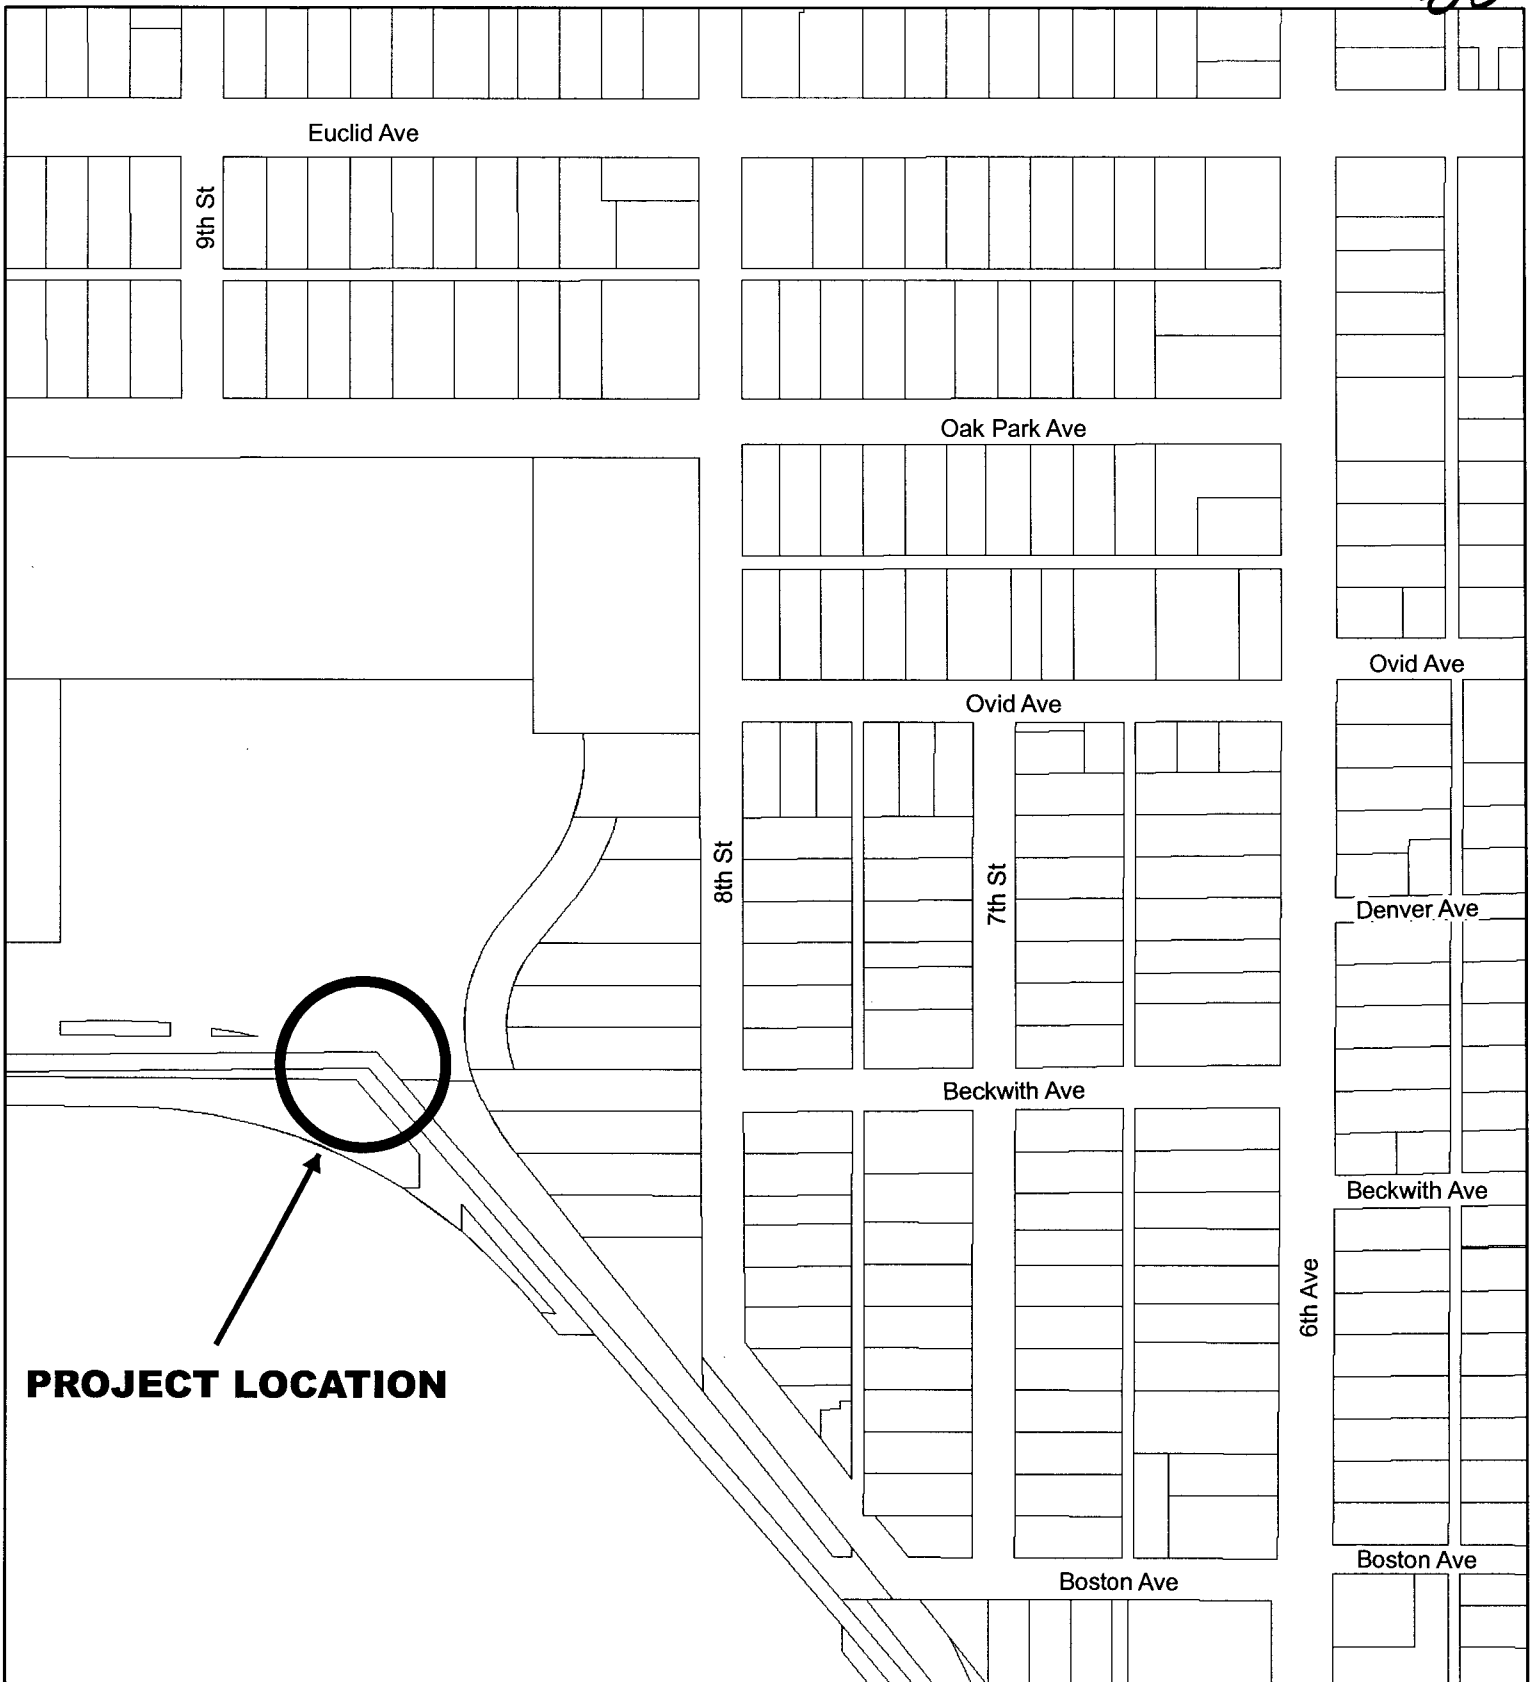 Euclid Ave
9th St
Oak Park Ave
Ovid Ave
Ovid Ave
8th St
7th St
Denver Ave
Beckwith Ave
Beckwith Ave
6th Ave
PROJECT LOCATION
Boston Ave
Boston Ave